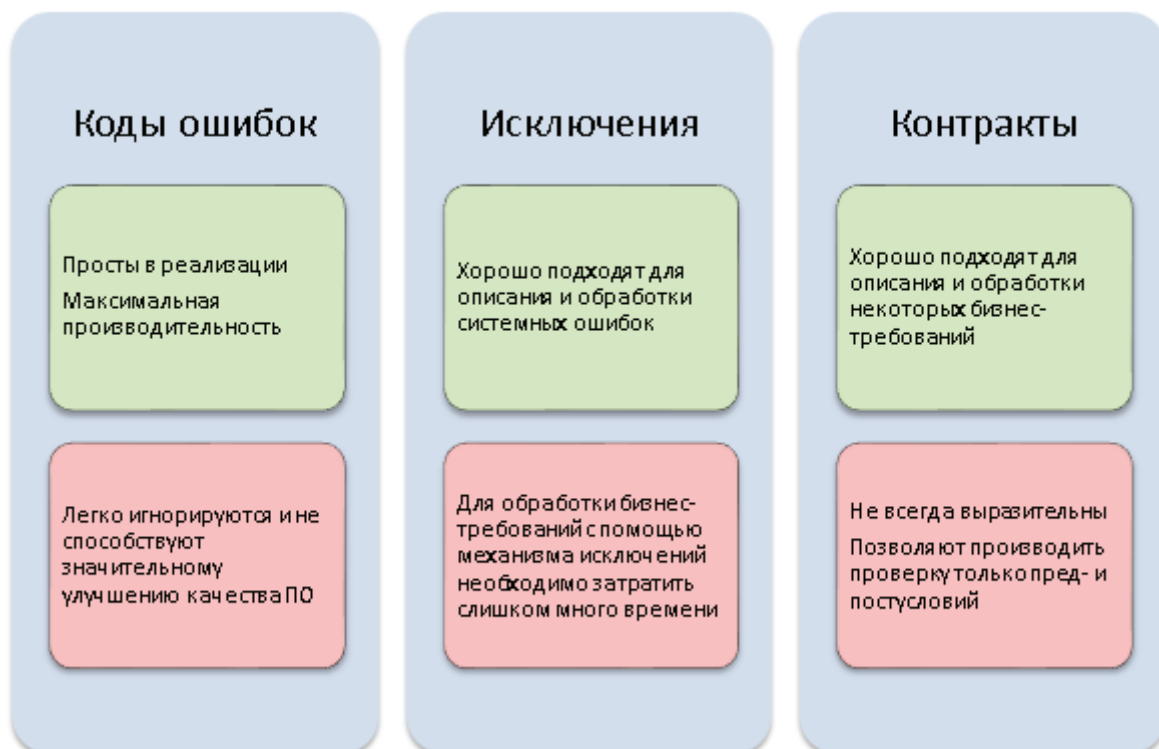 Коды ошибок
Просты в реализации
Максимальная
производительность
Легко игнорируются и не
способствуют
значительному
улучшению качества ПО
Исключения
Хорошо подходят для
описания и обработки
системных ошибок
Для обработки бизнес-
требований с помощью
механизма исключений
необходимо затратить
слишком много времени
Контракты
Хорошо подходят для
описания и обработки
некоторых бизнес-
требований
Не всегда выразительны
Позволяют производить
проверку только пред- и
постусловий